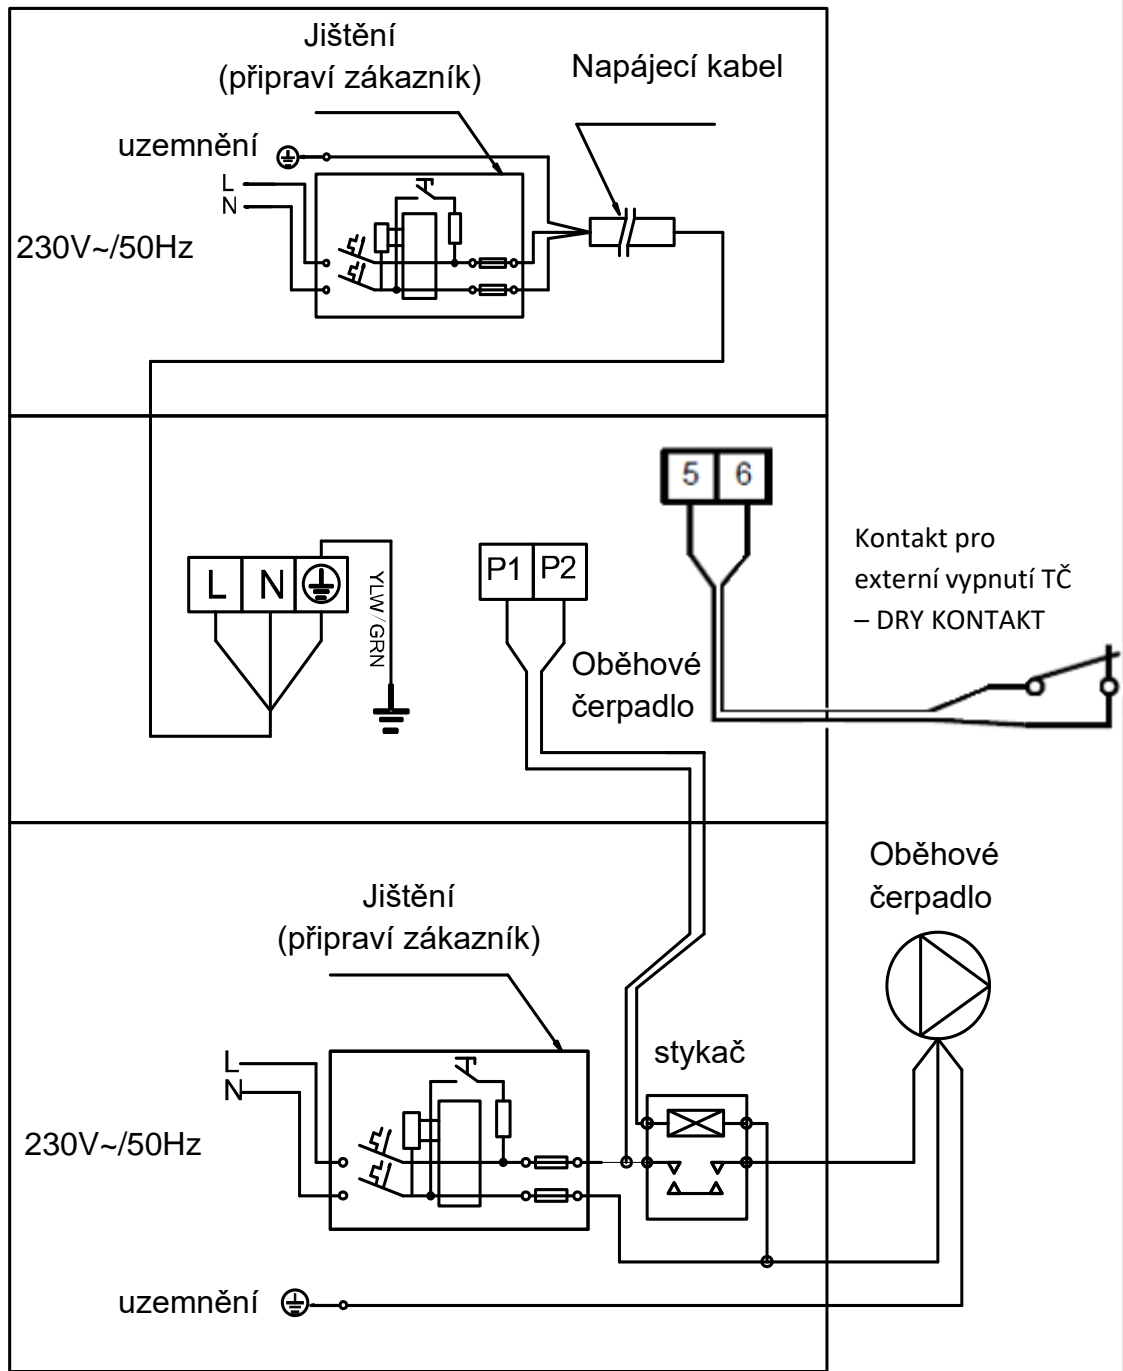 Jištění
(připraví zákazník)
Napájecí kabel
uzemnění
L
N
230V~/50Hz
5 6
Kontakt pro
externí vypnutí TČ
– DRY KONTAKT
L N
YLW/GRN
P1 P2
Oběhové
čerpadlo
Oběhové
čerpadlo
Jištění
(připraví zákazník)
stykač
L
N
230V~/50Hz
uzemnění